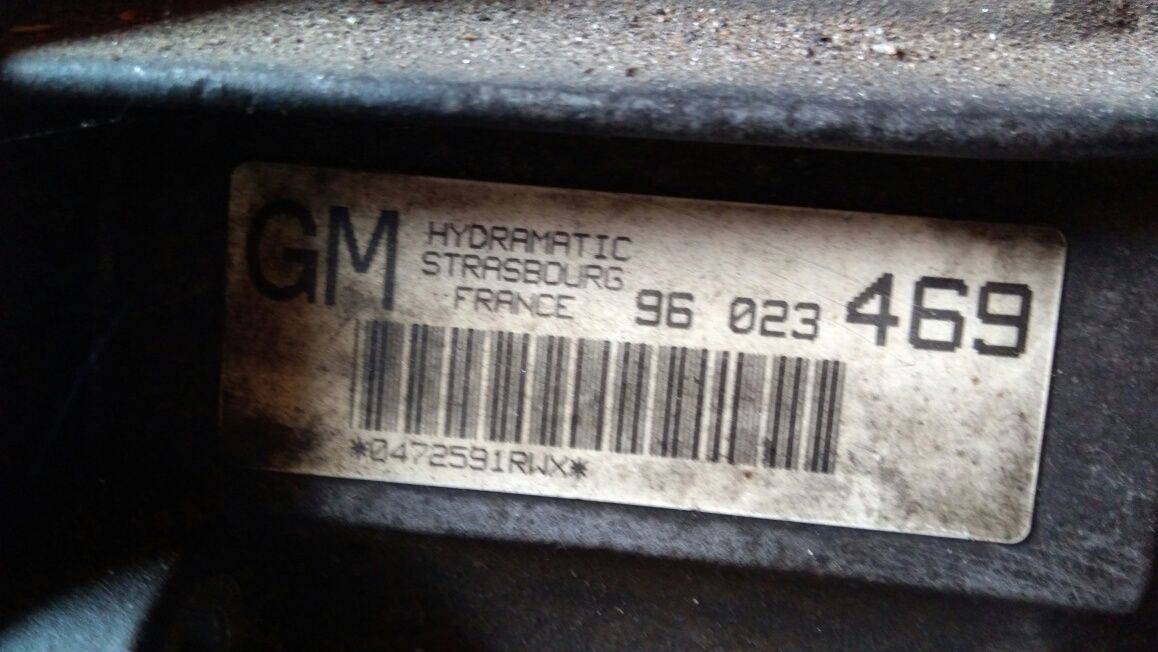 GM HYDRAMATIC
STRASBOURG
FRANCE 96 023 469
*0472591RWX*